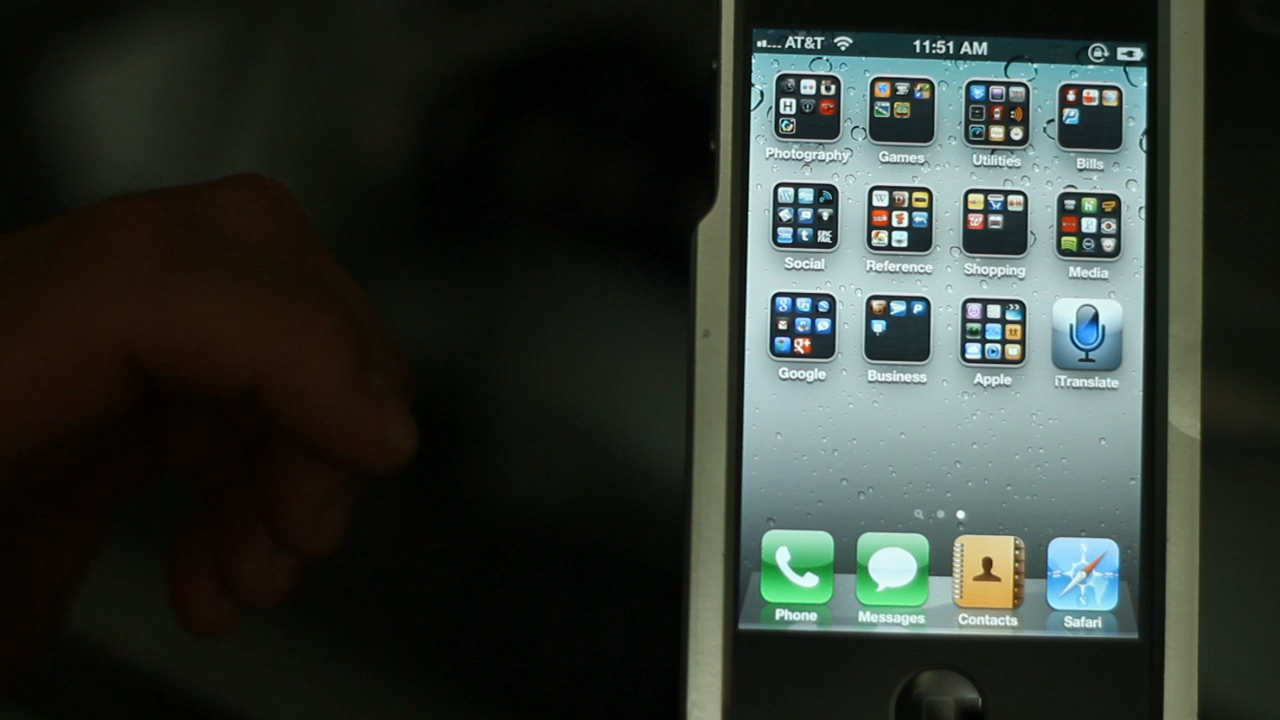 AT&T 11:51 AM
Photography Games Utilities Bills
Social Reference Shopping Media
Google Business Apple iTranslate
Phone Messages Contacts Safari